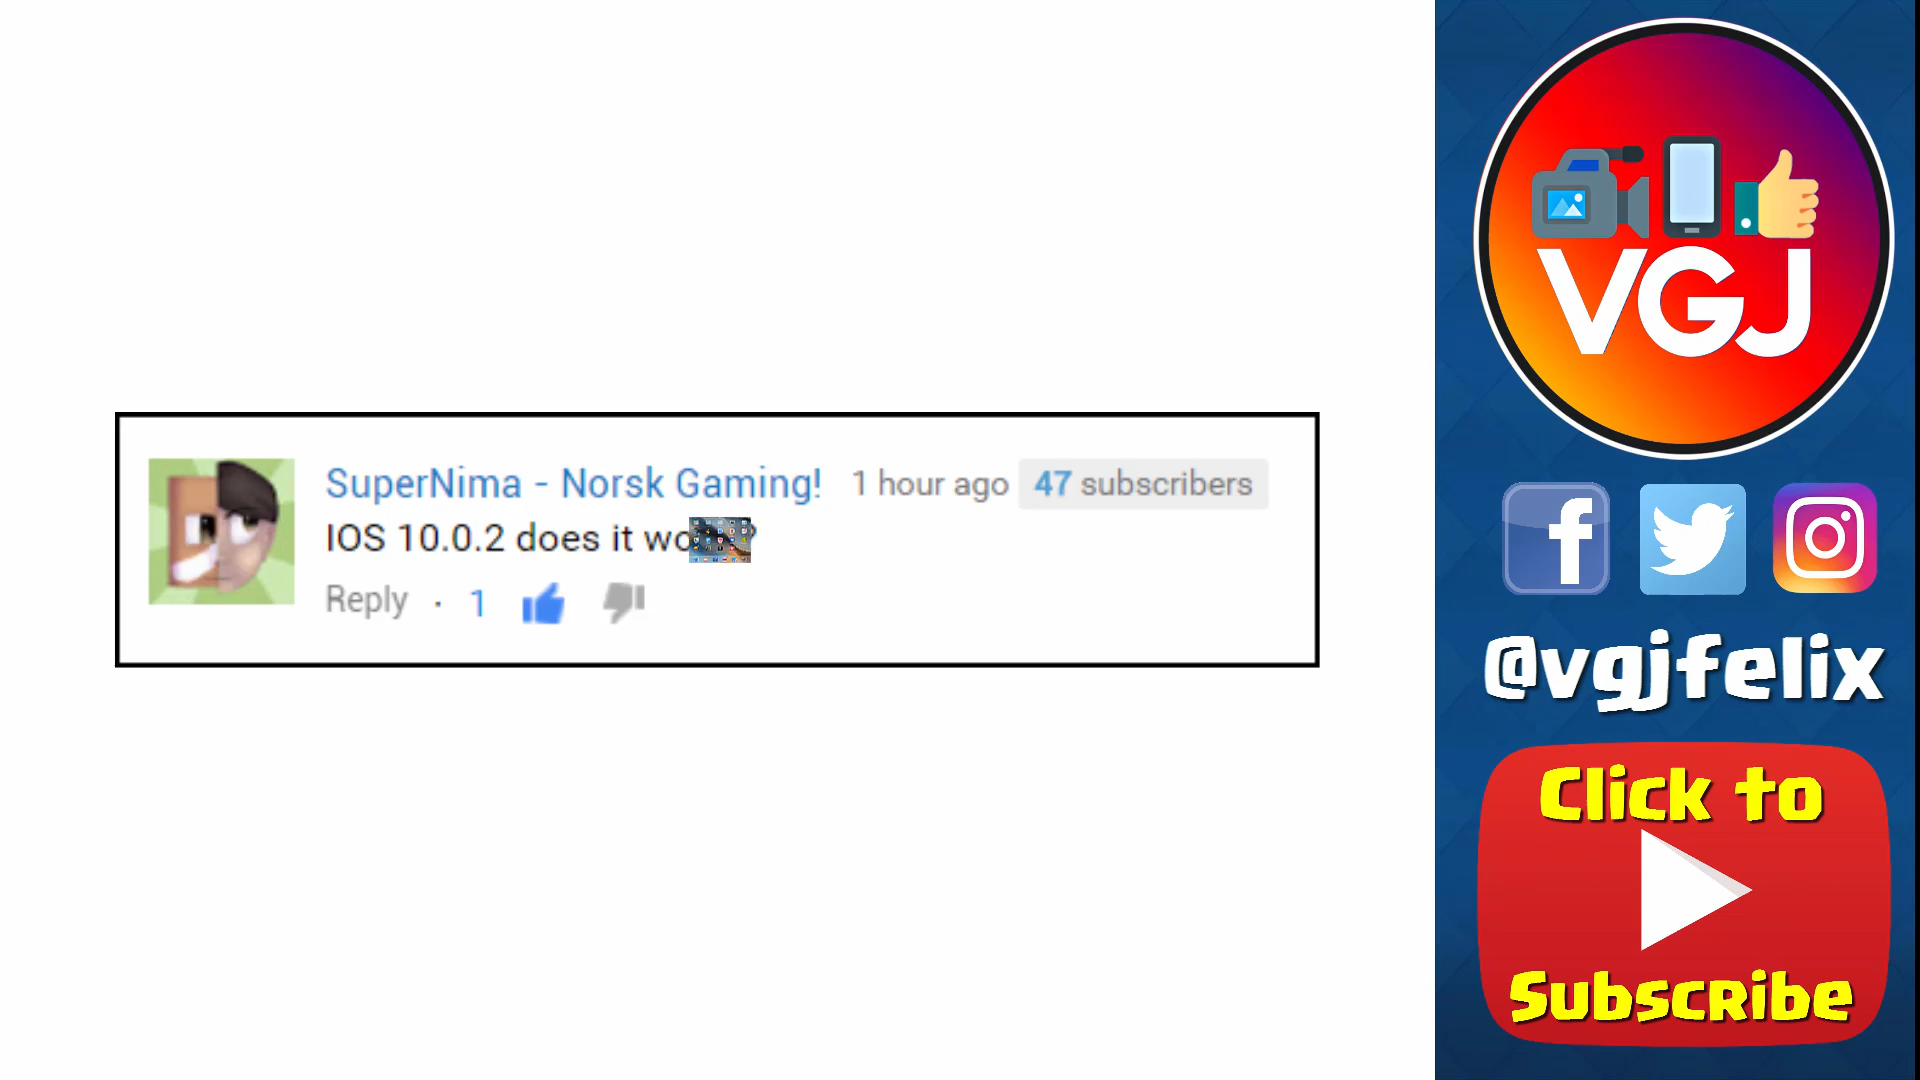 SuperNima - Norsk Gaming! 1 hour ago 47 subscribers
IOS 10.0.2 does it
Reply · 1
VGJ
f
@vgjfelix
Click to
Subscribe